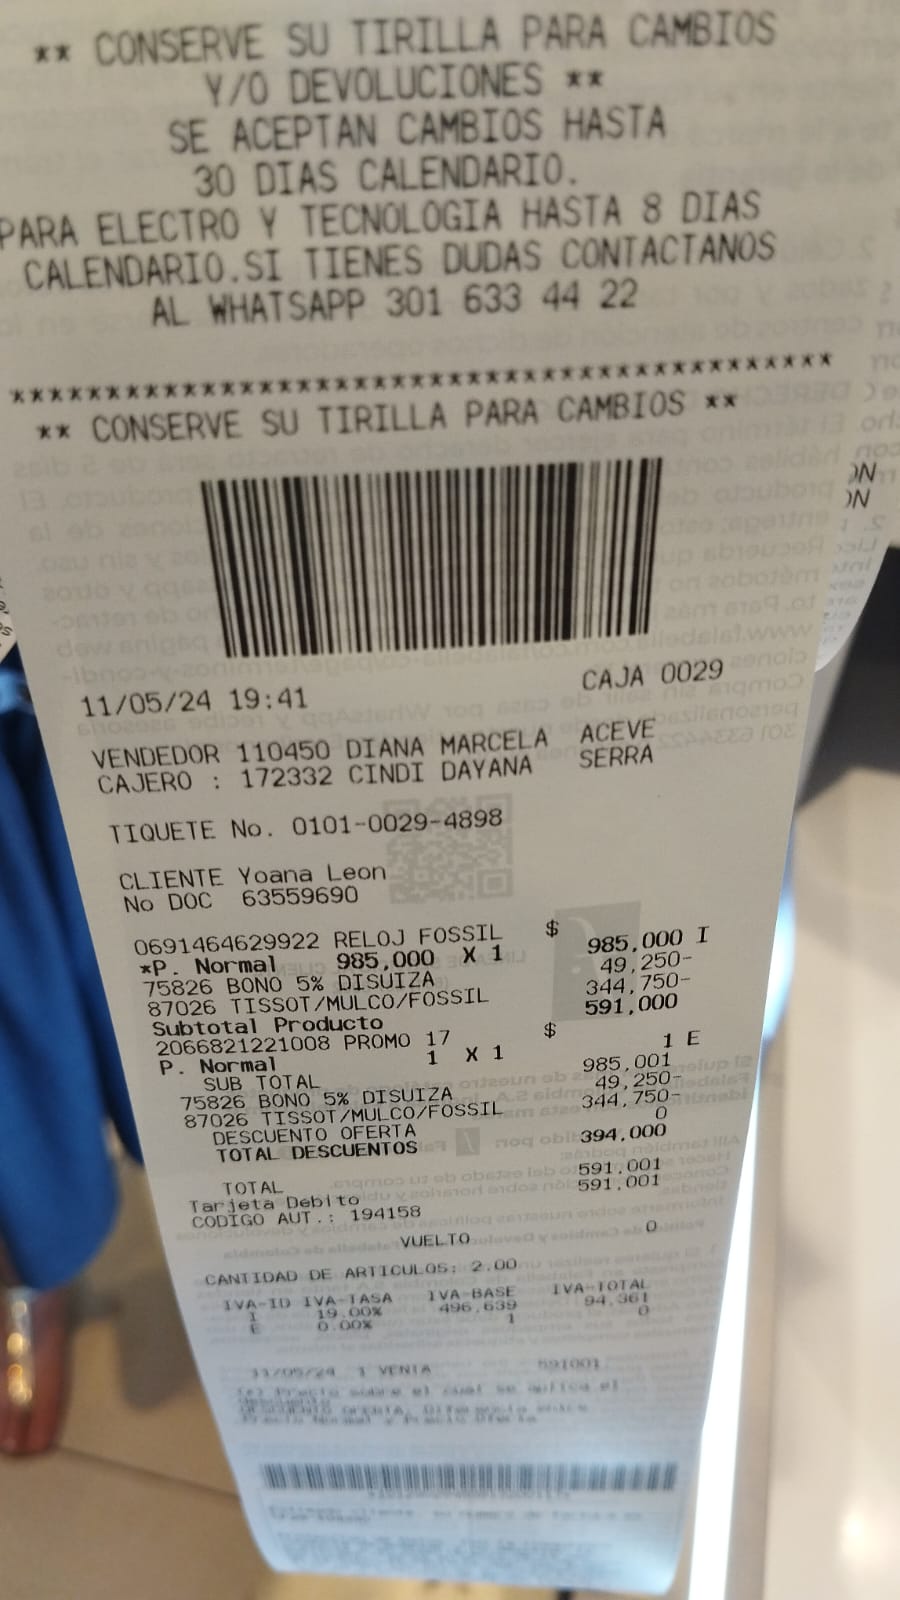 ** CONSERVE SU TIRILLA PARA CAMBIOS
Y/O DEVOLUCIONES **
SE ACEPTAN CAMBIOS HASTA
30 DIAS CALENDARIO.
PARA ELECTRO Y TECNOLOGIA HASTA 8 DIAS
CALENDARIO.SI TIENES DUDAS CONTACTANOS
AL WHATSAPP 301 633 44 22
******************************************
** CONSERVE SU TIRILLA PARA CAMBIOS **
11/05/24 19:41 CAJA 0029
VENDEDOR 110450 DIANA MARCELA ACEVE
CAJERO : 172332 CINDI DAYANA SERRA
TIQUETE No. 0101-0029-4898
CLIENTE Yoana Leon
No DOC 63559690
0691464629922 RELOJ FOSSIL $ 985,000 I
*P. Normal 985,000 X 1
75826 BONO 5% DISUIZA 49,250-
87026 TISSOT/MULCO/FOSSIL 344,750-
Subtotal Producto 591,000
2066821221008 PROMO 17 $ 1 E
P. Normal 1 X 1
SUB TOTAL 985,001
75826 BONO 5% DISUIZA 49,250-
87026 TISSOT/MULCO/FOSSIL 344,750-
DESCUENTO OFERTA 0
TOTAL DESCUENTOS 394,000
TOTAL 591,001
Tarjeta Debito 591,001
CODIGO AUT.: 194158
VUELTO 0
CANTIDAD DE ARTICULOS: 2.00
IVA-ID IVA-TASA IVA-BASE IVA-TOTAL
I 19.00% 496,639 94,361
E 0.00% 1 0
11/05/24 1 VENTA 591001